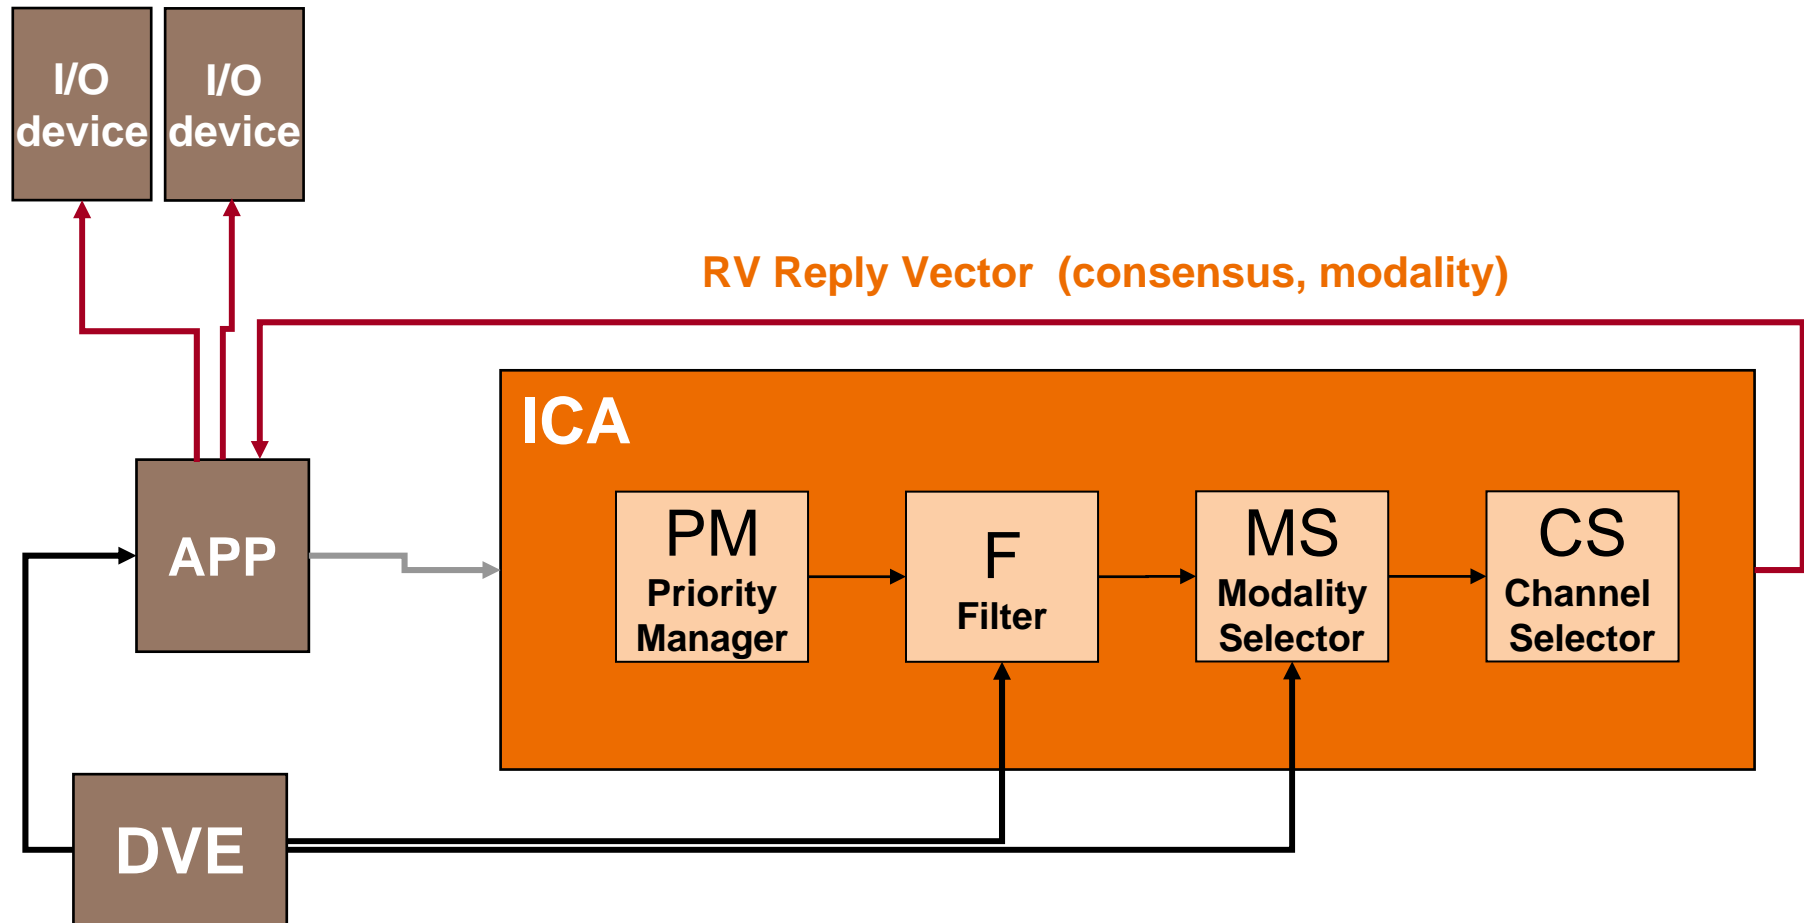 I/O
device
I/O
device
RV Reply Vector  (consensus, modality)
ICA
PM
Priority
Manager
F
Filter
MS
Modality
Selector
CS
Channel
Selector
APP
DVE